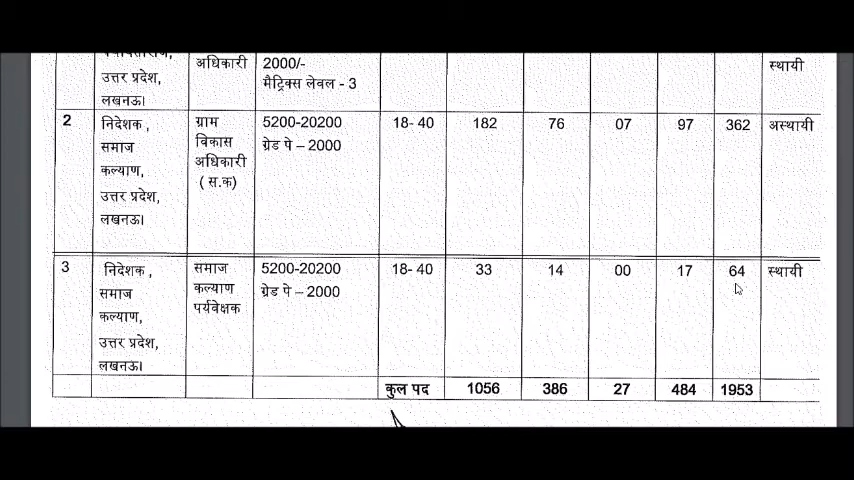 अधिकारी 2000/- स्थायी
उत्तर प्रदेश, मैट्रिक्स लेवल - 3
लखनऊ।
2 निदेशक , ग्राम 5200-20200 18- 40 182 76 07 97 362 अस्थायी
समाज विकास ग्रेड पे – 2000
कल्याण, अधिकारी
उत्तर प्रदेश, ( स.क)
लखनऊ।
3 निदेशक , समाज 5200-20200 18- 40 33 14 00 17 64 स्थायी
समाज कल्याण ग्रेड पे – 2000
कल्याण, पर्यवेक्षक
उत्तर प्रदेश,
लखनऊ।
कुल पद 1056 386 27 484 1953